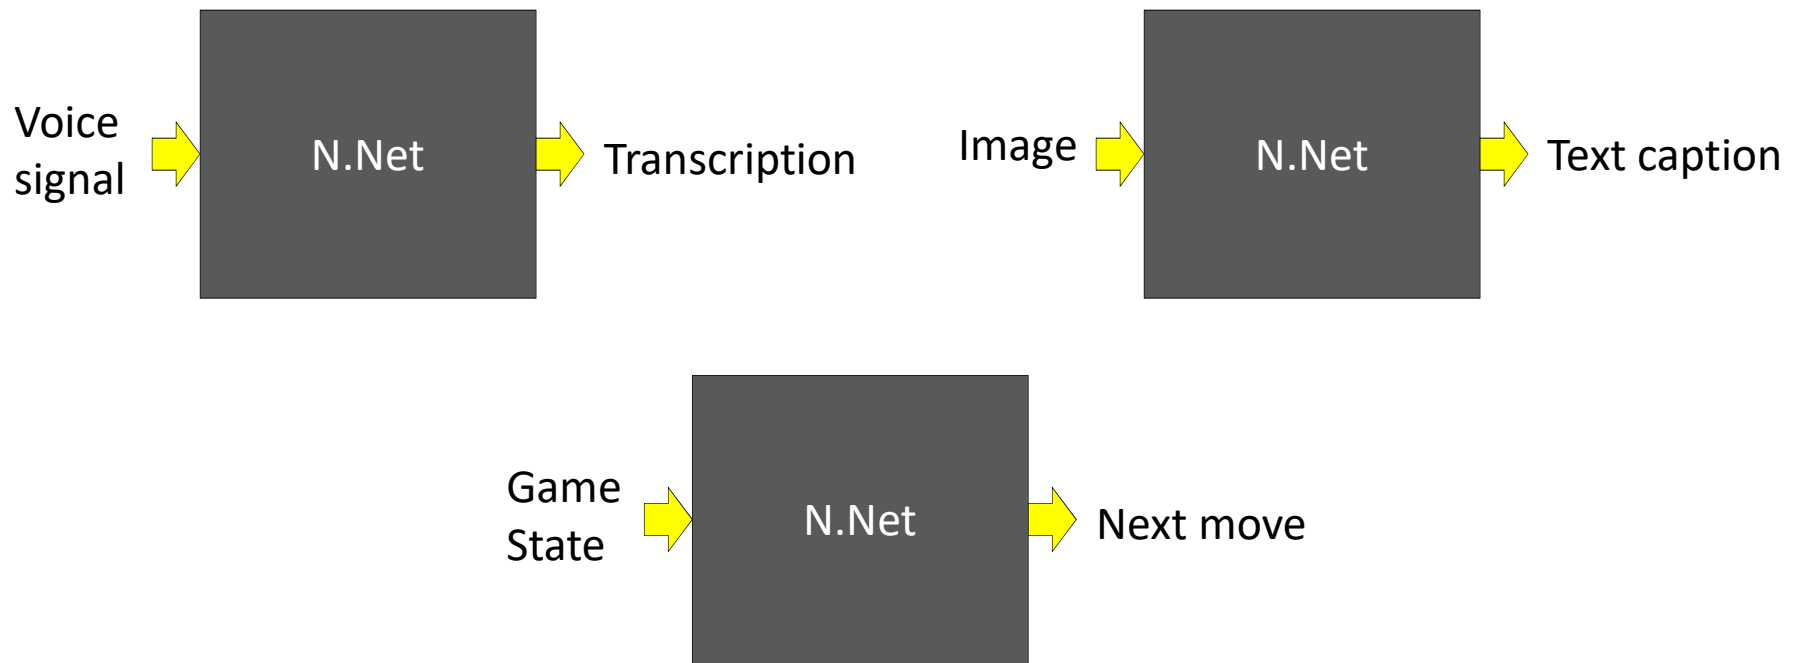 Voice
signal
N.Net
Transcription
Image
N.Net
Text caption
Game
State
N.Net
Next move